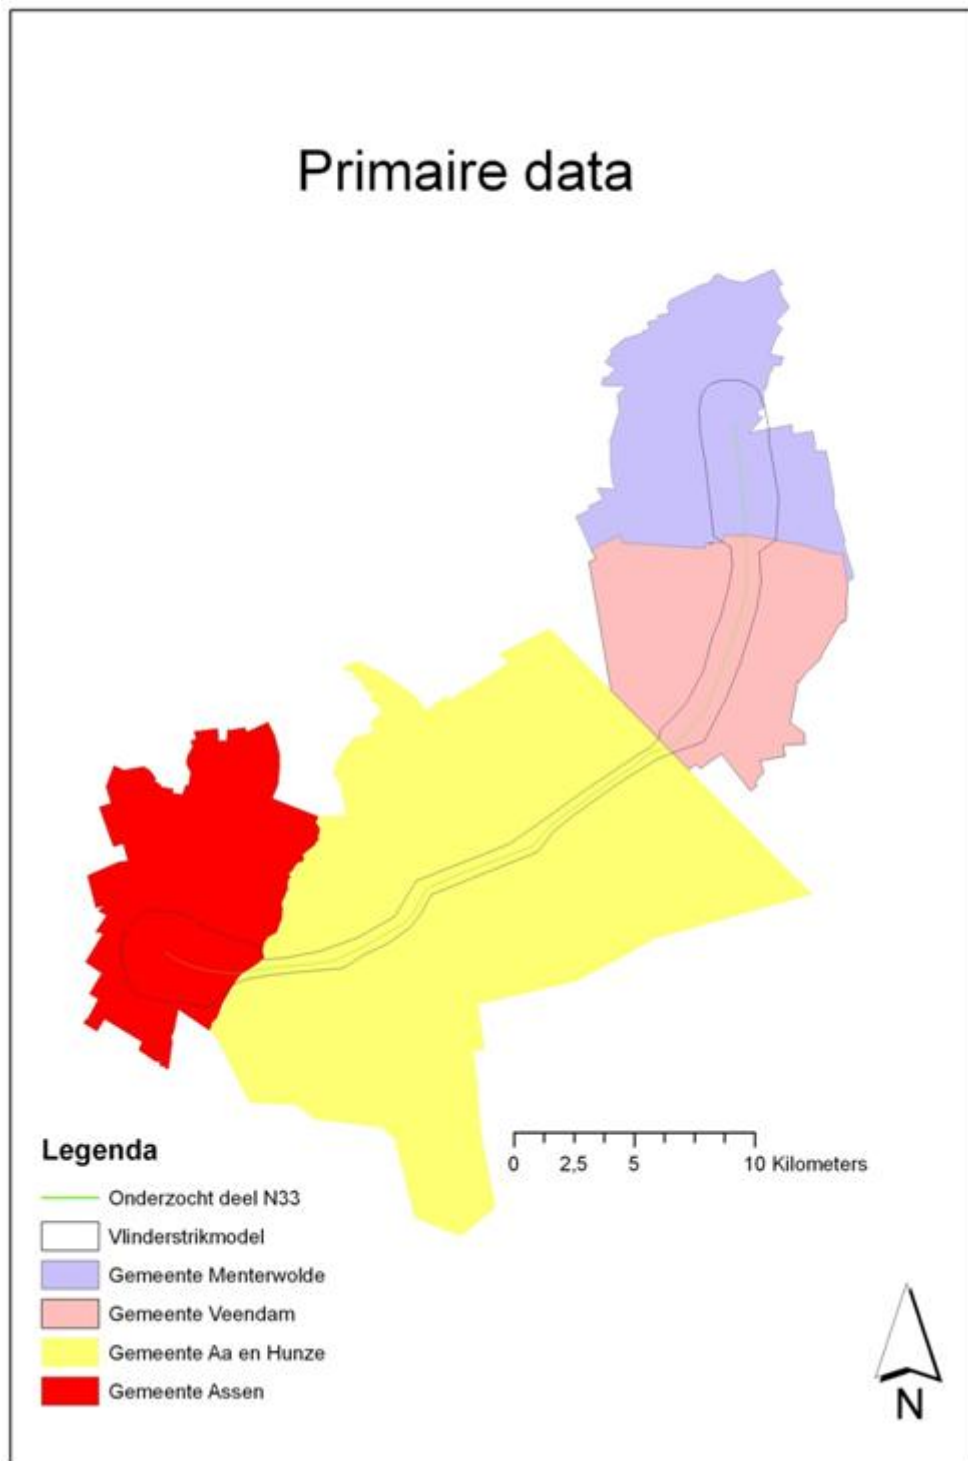 Primaire data
0 2,5 5 10 Kilometers
Legenda
Onderzocht deel N33
Vlinderstrikmodel
Gemeente Menterwolde
Gemeente Veendam
Gemeente Aa en Hunze
Gemeente Assen
N